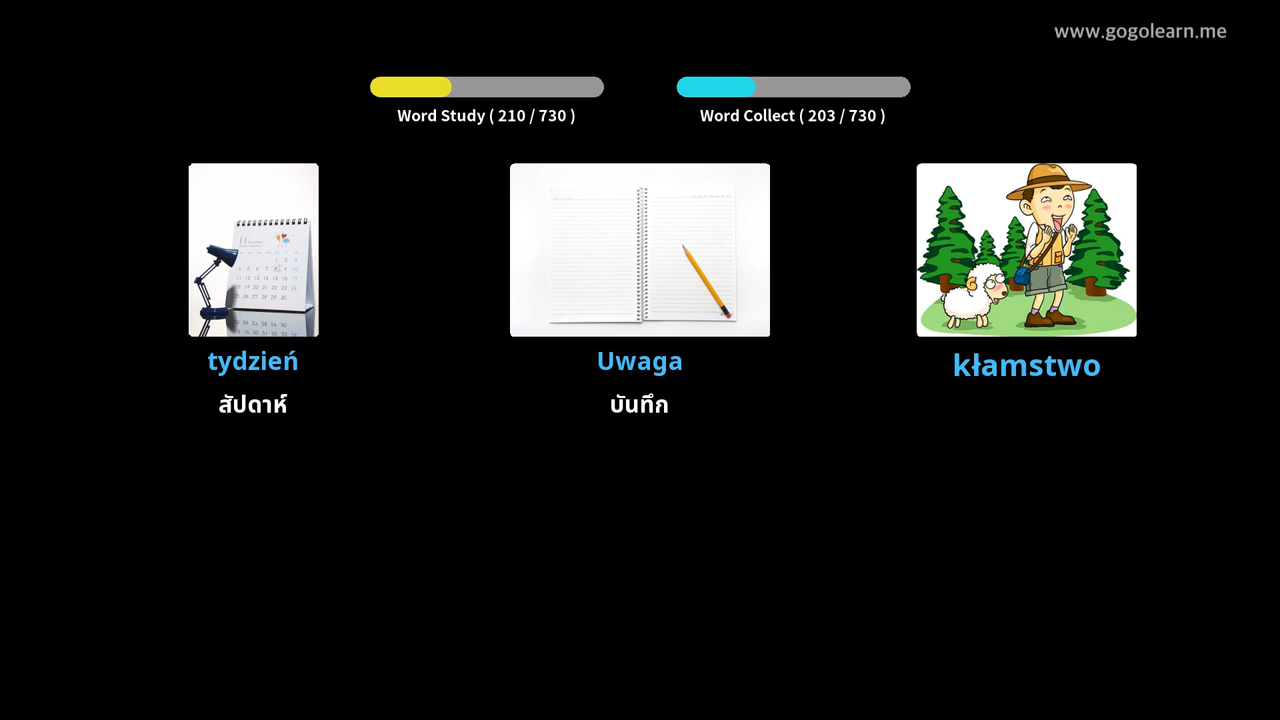 www.gogolearn.me
Word Study ( 210 / 730 )
Word Collect ( 203 / 730 )
tydzień
Uwaga
kłamstwo
สัปดาห์
บันทึก